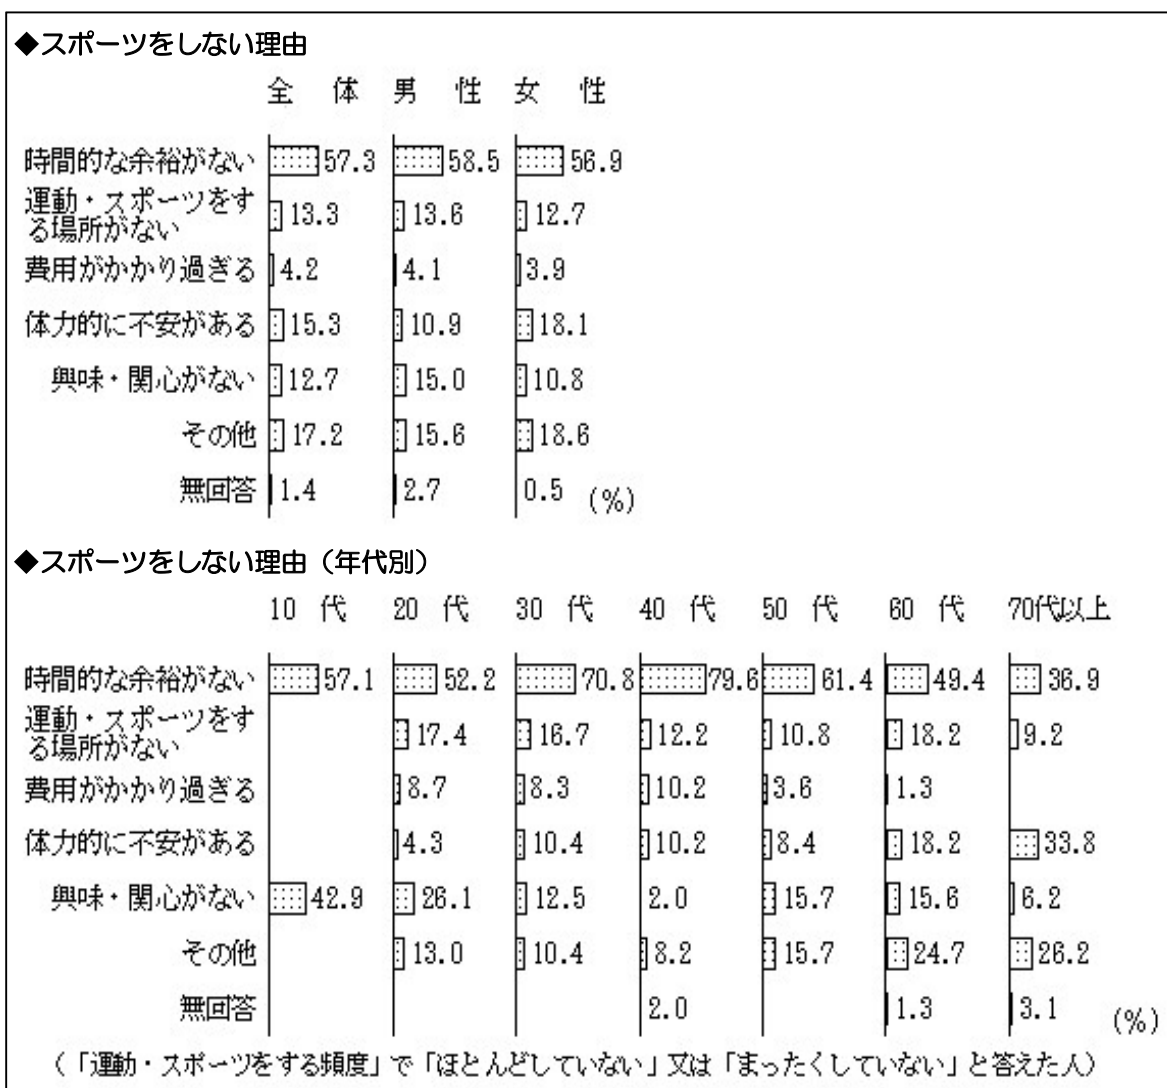 ◆スポーツをしない理由
全 体 男 性 女 性
時間的な余裕がない 57.3 58.5 56.9
運動・スポーツをす
る場所がない 13.3 13.6 12.7
費用がかかり過ぎる 4.2 4.1 3.9
体力的に不安がある 15.3 10.9 18.1
興味・関心がない 12.7 15.0 10.8
その他 17.2 15.6 18.6
無回答 1.4 2.7 0.5 (%)
◆スポーツをしない理由（年代別）
10 代 20 代 30 代 40 代 50 代 60 代 70代以上
時間的な余裕がない 57.1 52.2 70.8 79.6 61.4 49.4 36.9
運動・スポーツをす
る場所がない 17.4 16.7 12.2 10.8 18.2 9.2
費用がかかり過ぎる 8.7 8.3 10.2 3.6 1.3
体力的に不安がある 4.3 10.4 10.2 8.4 18.2 33.8
興味・関心がない 42.9 26.1 12.5 2.0 15.7 15.6 6.2
その他 13.0 10.4 8.2 15.7 24.7 26.2
無回答 2.0 1.3 3.1 (%)
（「運動・スポーツをする頻度」で「ほとんどしていない」又は「まったくしていない」と答えた人）